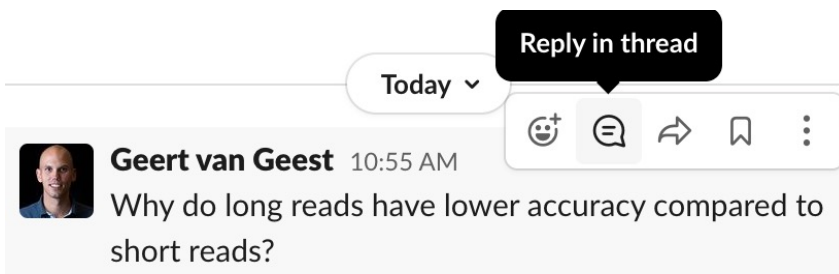 Reply in thread
Today
Geert van Geest 10:55 AM
Why do long reads have lower accuracy compared to
short reads?